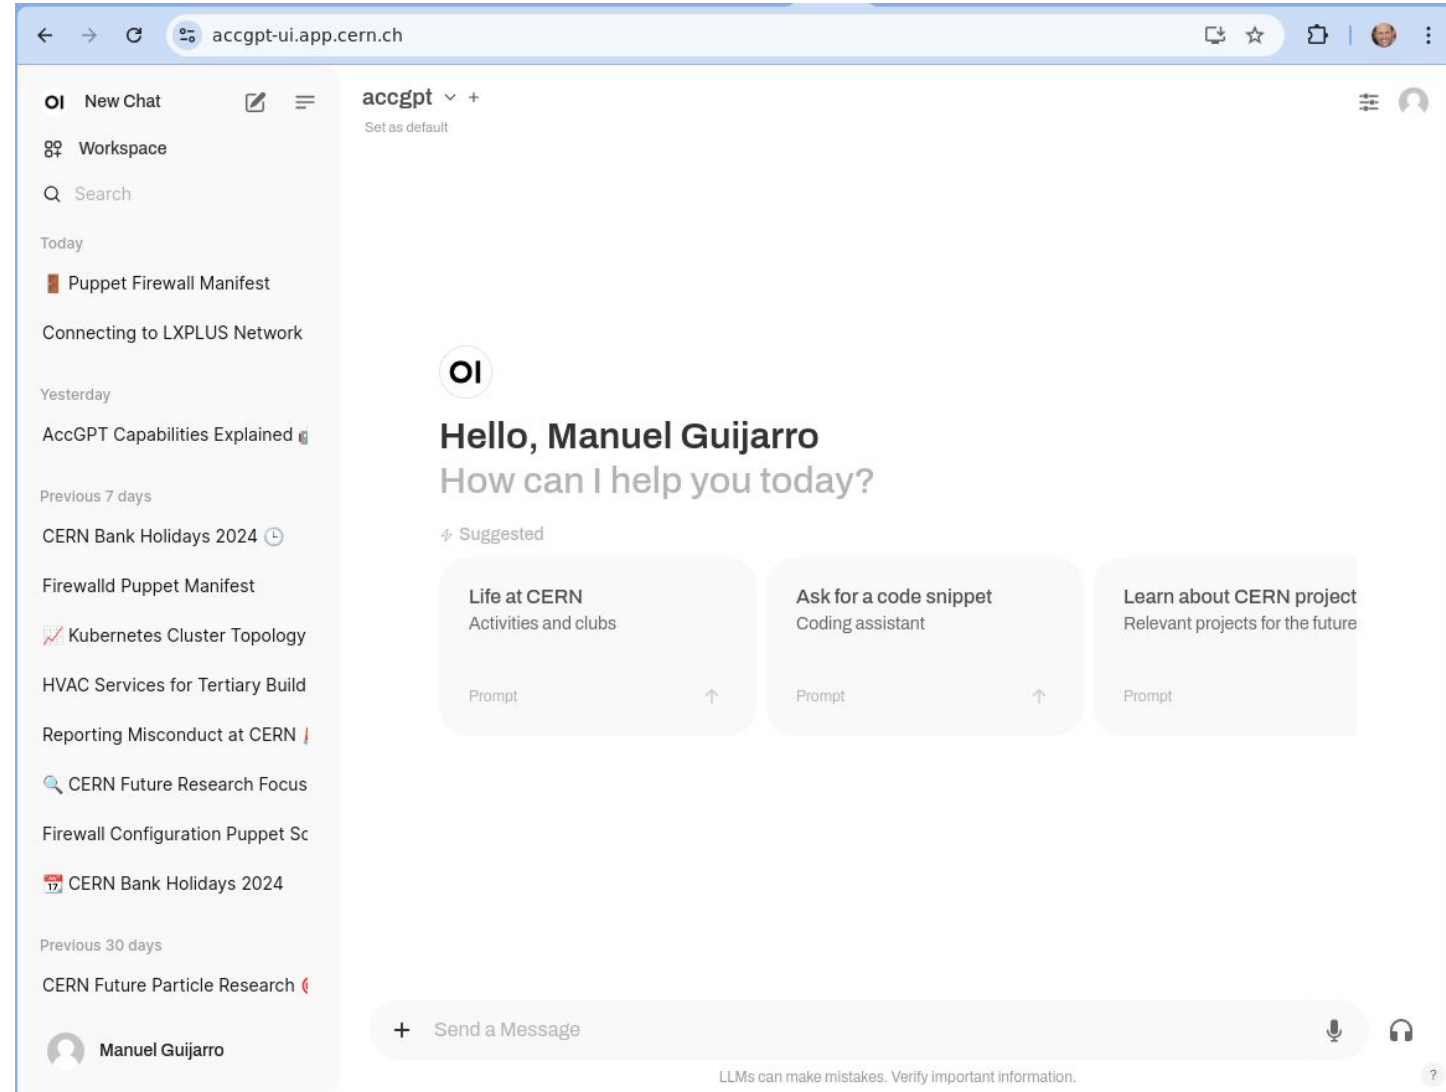 accgpt-ui.app.cern.ch
OI New Chat
Workspace
Search
Today
Puppet Firewall Manifest
Connecting to LXPLUS Network
Yesterday
AccGPT Capabilities Explained
Previous 7 days
CERN Bank Holidays 2024
Firewalld Puppet Manifest
Kubernetes Cluster Topology
HVAC Services for Tertiary Build
Reporting Misconduct at CERN
CERN Future Research Focus
Firewall Configuration Puppet Sc
17 CERN Bank Holidays 2024
Previous 30 days
CERN Future Particle Research
Manuel Guijarro
accgpt
Set as default
OI
Hello, Manuel Guijarro
How can I help you today?
Suggested
Life at CERN
Activities and clubs
Prompt
Ask for a code snippet
Coding assistant
Prompt
Learn about CERN project
Relevant projects for the future
Prompt
Send a Message
LLMs can make mistakes. Verify important information.
?